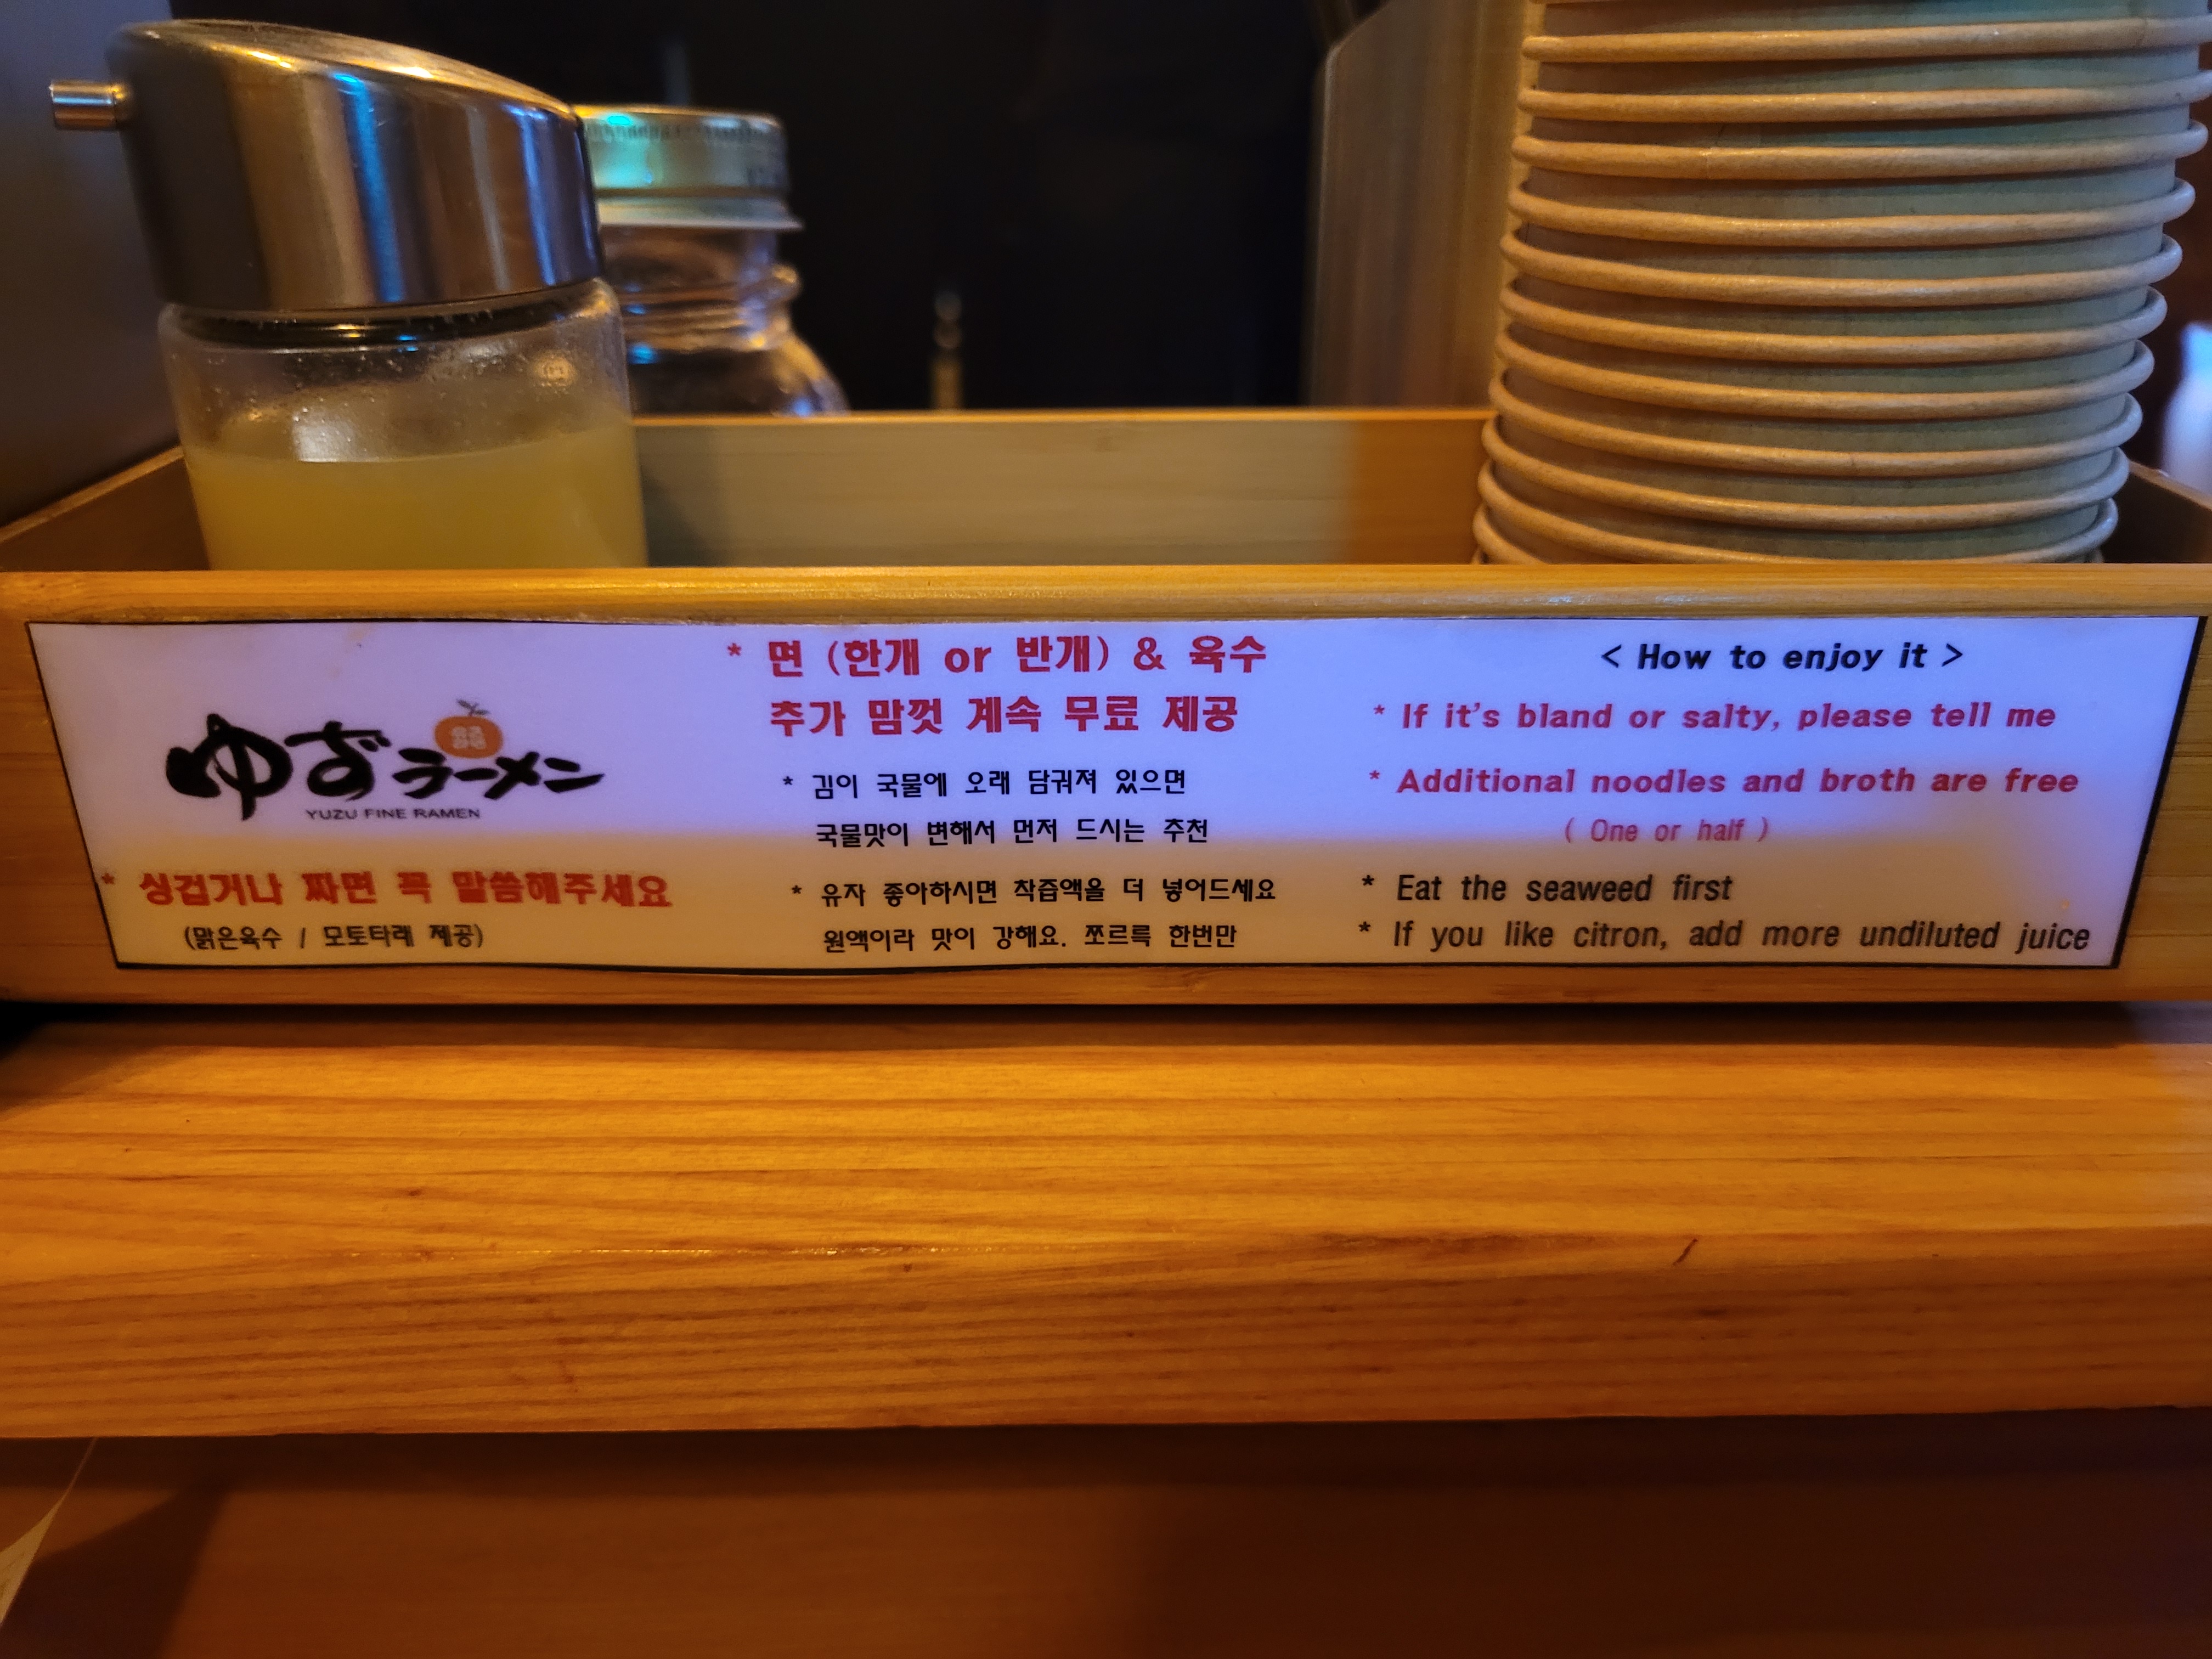 ゆずラーメン
YUZU FINE RAMEN
* 싱겁거나 짜면 꼭 말씀해주세요
(맑은육수 / 모토타레 제공)
* 면 (한개 or 반개) & 육수
추가 맘껏 계속 무료 제공
* 김이 국물에 오래 담궈져 있으면
국물맛이 변해서 먼저 드시는 추천
* 유자 좋아하시면 착즙액을 더 넣어드세요
원액이라 맛이 강해요. 쪼르륵 한번만
< How to enjoy it >
* If it's bland or salty, please tell me
* Additional noodles and broth are free
( One or half )
* Eat the seaweed first
* If you like citron, add more undiluted juice